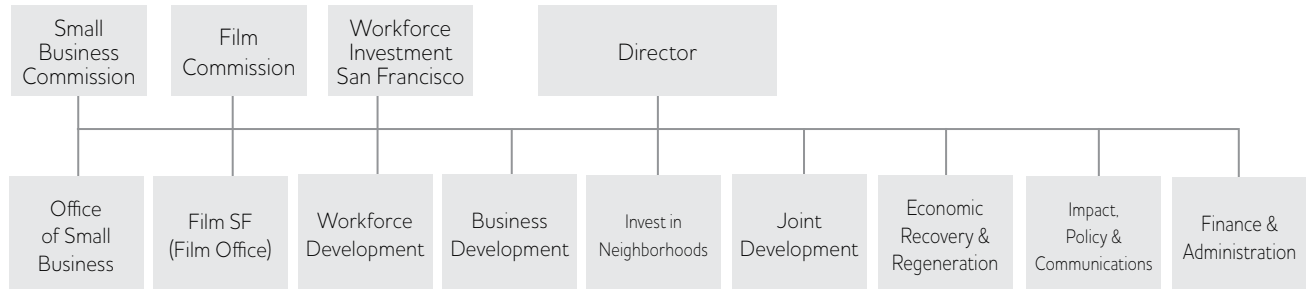 Small
Business
Commission
Film
Commission
Workforce
Investment
San Francisco
Director
Office
of Small
Business
Film SF
(Film Office)
Workforce
Development
Business
Development
Invest in
Neighborhoods
Joint
Development
Economic
Recovery &
Regeneration
Impact,
Policy &
Communications
Finance &
Administration